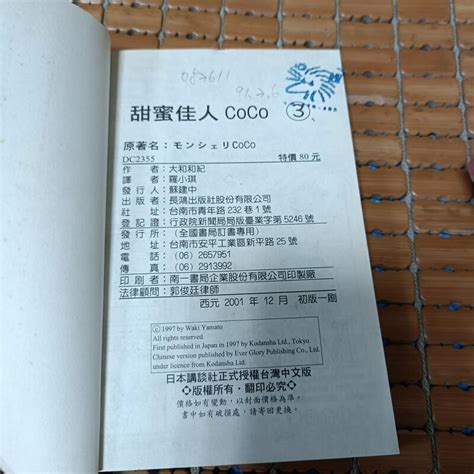 082611
91.2.6
甜蜜佳人 CoCo ③
原著名：モンシェリCoCo
DC2355 特價 80 元
作者：大和和紀
譯者：羅小琪
發行人：蘇建中
出版者：長鴻出版社股份有限公司
社址：台南市青年路 232 巷 1 號
登記證：行政院新聞局局版臺業字第 5246 號
發行所：（全國書局訂書專用）
地址：台南市安平工業區新平路 25 號
電話：（06）2657951
傳真：（06）2913992
印刷者：南一書局企業股份有限公司印製廠
法律顧問：郭俊廷律師
西元 2001 年 12 月 初版一刷
©1997 by Waki Yamato
All rights reserved.
First published in Japan in 1997 by Kodansha Ltd., Tokyo.
Chinese version published by Ever Glory Publishing Co., Ltd.
under licence from Kodansha Ltd.
日本講談社正式授權台灣中文版
◇版權所有・翻印必究◇
價格如有變動，以封面價格為準。
書中如有破損處，請寄回更換。